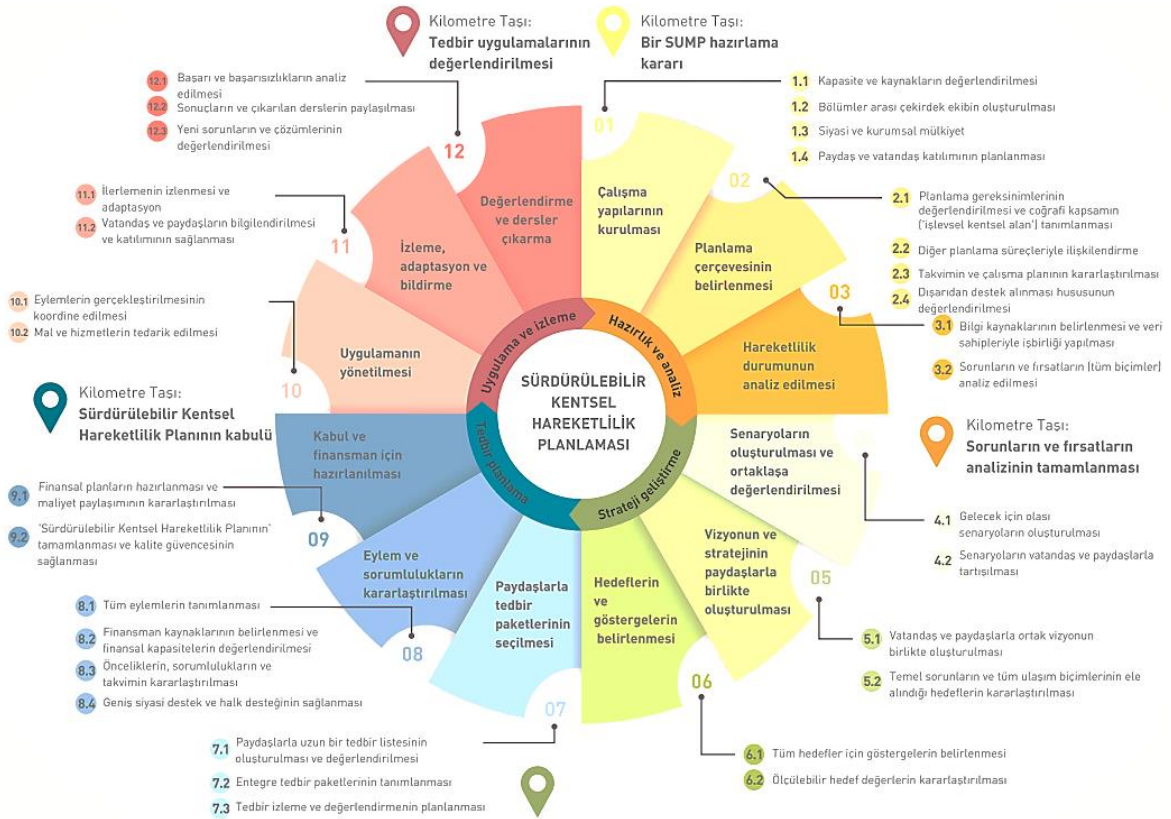 Kilometre Taşı:
Tedbir uygulamalarının
değerlendirilmesi
Kilometre Taşı:
Bir SUMP hazırlama
kararı
12.1 Başarı ve başarısızlıkların analiz
edilmesi
12.2 Sonuçların ve çıkarılan derslerin paylaşılması
12.3 Yeni sorunların ve çözümlerinin
değerlendirilmesi
1.1 Kapasite ve kaynakların değerlendirilmesi
1.2 Bölümler arası çekirdek ekibin oluşturulması
1.3 Siyasi ve kurumsal mülkiyet
1.4 Paydaş ve vatandaş katılımının planlanması
11.1 İlerlemenin izlenmesi ve
adaptasyon
11.2 Vatandaş ve paydaşların bilgilendirilmesi
ve katılımının sağlanması
2.1 Planlama gereksinimlerinin
değerlendirilmesi ve coğrafi kapsamın
('işlevsel kentsel alan') tanımlanması
2.2 Diğer planlama süreçleriyle ilişkilendirme
2.3 Takvimin ve çalışma planının kararlaştırılması
2.4 Dışarıdan destek alınması hususunun
değerlendirilmesi
10.1 Eylemlerin gerçekleştirilmesinin
koordine edilmesi
10.2 Mal ve hizmetlerin tedarik edilmesi
3.1 Bilgi kaynaklarının belirlenmesi ve veri
sahipleriyle işbirliği yapılması
3.2 Sorunların ve fırsatların (tüm biçimler)
analiz edilmesi
01
Çalışma
yapılarının
kurulması
02
Planlama
çerçevesinin
belirlenmesi
03
Hareketlilik
durumunun
analiz edilmesi
12
Değerlendirme
ve dersler
çıkarma
11
İzleme,
adaptasyon ve
bildirme
10
Uygulamanın
yönetilmesi
Uygulama ve izleme
Hazırlık ve analiz
SÜRDÜRÜLEBİLİR
KENTSEL
HAREKETLİLİK
PLANLAMASI
Tedbir planlama
Strateji geliştirme
Kilometre Taşı:
Sürdürülebilir Kentsel
Hareketlilik Planının kabulü
Kilometre Taşı:
Sorunların ve fırsatların
analizinin tamamlanması
Kabul ve
finansman için
hazırlanılması
09
Senaryoların
oluşturulması ve
ortaklaşa
değerlendirilmesi
Eylem ve
sorumlulukların
kararlaştırılması
08
Vizyonun ve
stratejinin
paydaşlarla
birlikte
oluşturulması
05
Paydaşlarla
tedbir
paketlerinin
seçilmesi
07
Hedeflerin
ve
göstergelerin
belirlenmesi
06
9.1 Finansal planların hazırlanması ve
maliyet paylaşımının kararlaştırılması
9.2 'Sürdürülebilir Kentsel Hareketlilik Planının'
tamamlanması ve kalite güvencesinin
sağlanması
4.1 Gelecek için olası
senaryoların oluşturulması
4.2 Senaryoların vatandaş ve paydaşlarla
tartışılması
8.1 Tüm eylemlerin tanımlanması
8.2 Finansman kaynaklarının belirlenmesi ve
finansal kapasitelerin değerlendirilmesi
8.3 Önceliklerin, sorumlulukların ve
takvimin kararlaştırılması
8.4 Geniş siyasi destek ve halk desteğinin sağlanması
5.1 Vatandaş ve paydaşlarla ortak vizyonun
birlikte oluşturulması
5.2 Temel sorunların ve tüm ulaşım biçimlerinin ele
alındığı hedeflerin kararlaştırılması
7.1 Paydaşlarla uzun bir tedbir listesinin
oluşturulması ve değerlendirilmesi
7.2 Entegre tedbir paketlerinin tanımlanması
7.3 Tedbir izleme ve değerlendirmenin planlanması
6.1 Tüm hedefler için göstergelerin belirlenmesi
6.2 Ölçülebilir hedef değerlerin kararlaştırılması